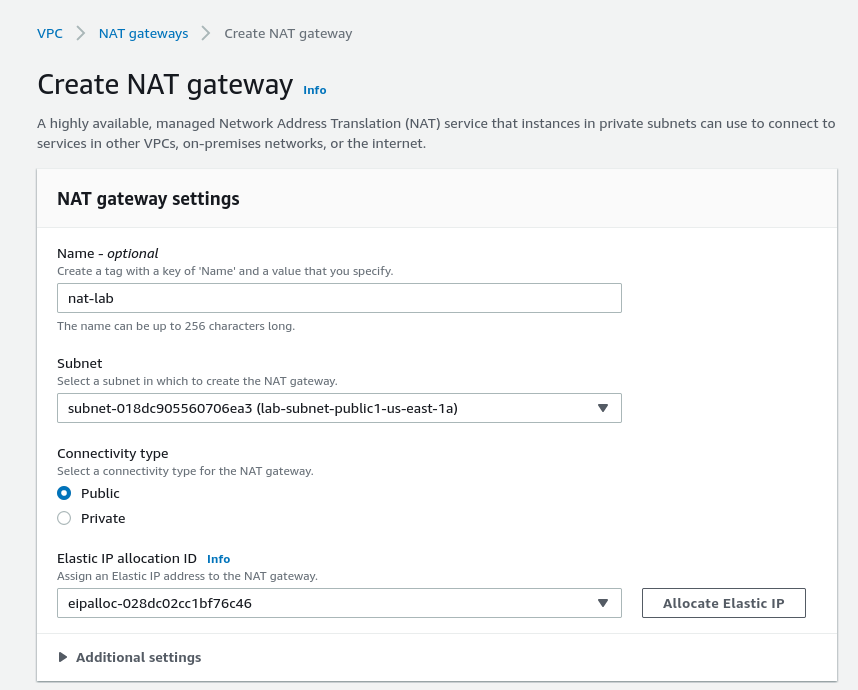 VPC > NAT gateways > Create NAT gateway
Create NAT gateway Info
A highly available, managed Network Address Translation (NAT) service that instances in private subnets can use to connect to
services in other VPCs, on-premises networks, or the internet.
NAT gateway settings
Name - optional
Create a tag with a key of 'Name' and a value that you specify.
nat-lab
The name can be up to 256 characters long.
Subnet
Select a subnet in which to create the NAT gateway.
subnet-018dc905560706ea3 (lab-subnet-public1-us-east-1a)
Connectivity type
Select a connectivity type for the NAT gateway.
Public
Private
Elastic IP allocation ID Info
Assign an Elastic IP address to the NAT gateway.
eipalloc-028dc02cc1bf76c46 Allocate Elastic IP
Additional settings